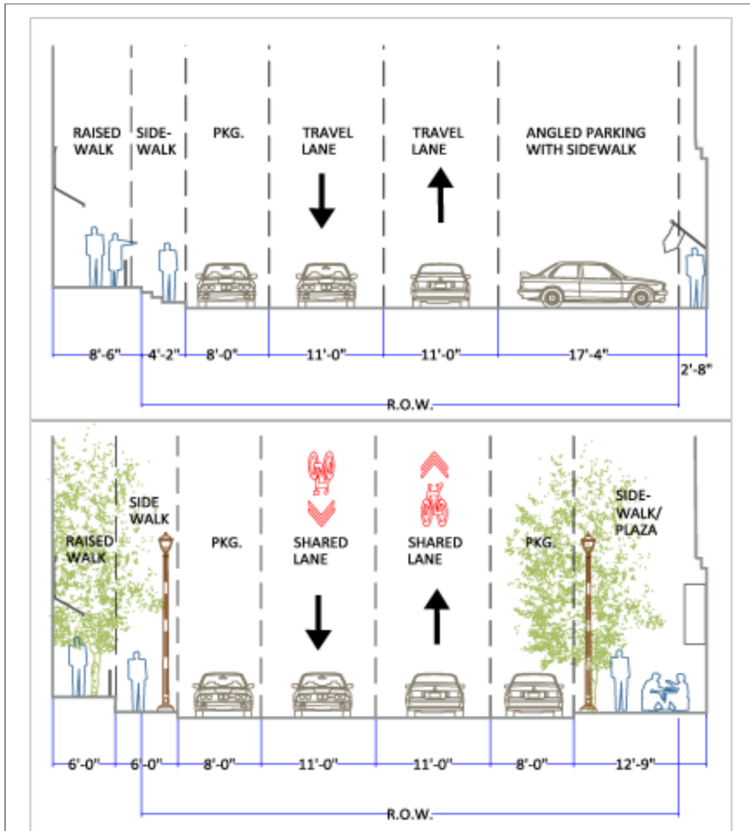 RAISED
WALK
SIDE-
WALK
PKG.
TRAVEL
LANE
TRAVEL
LANE
ANGLED PARKING
WITH SIDEWALK
8'-6"
4'-2"
8'-0"
11'-0"
11'-0"
17'-4"
2'-8"
R.O.W.
SIDE
WALK
RAISED
WALK
PKG.
SHARED
LANE
SHARED
LANE
PKG.
SIDE-
WALK/
PLAZA
6'-0"
6'-0"
8'-0"
11'-0"
11'-0"
8'-0"
12'-9"
R.O.W.